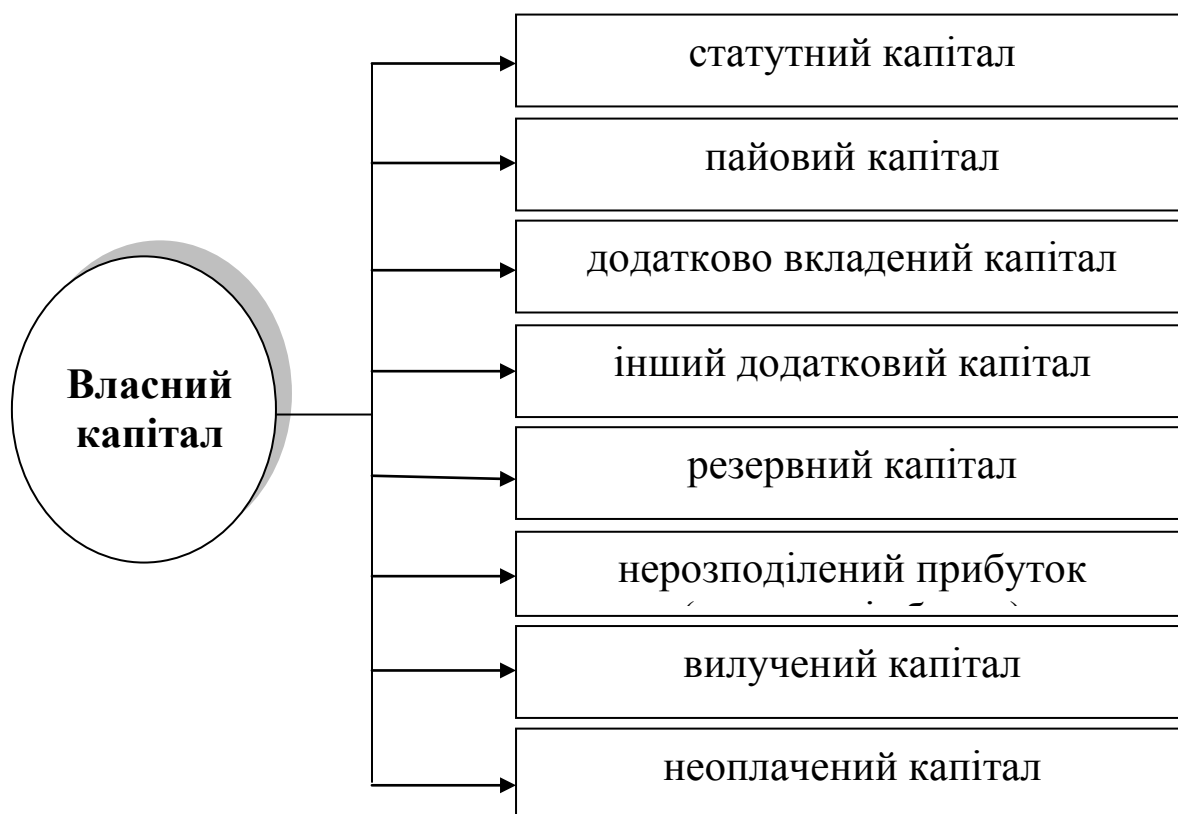 статутний капітал
пайовий капітал
додатково вкладений капітал
інший додатковий капітал
Власний
капітал
резервний капітал
нерозподілений прибуток
вилучений капітал
неоплачений капітал